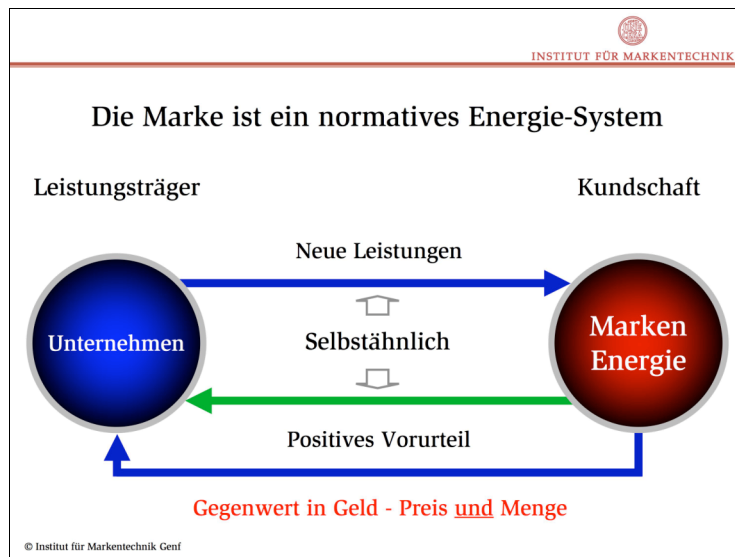 INSTITUT FÜR MARKENTECHNIK
Die Marke ist ein normatives Energie-System
Leistungsträger
Kundschaft
Neue Leistungen
Unternehmen
Selbstähnlich
Marken
Energie
Positives Vorurteil
Gegenwert in Geld - Preis und Menge
© Institut für Markentechnik Genf